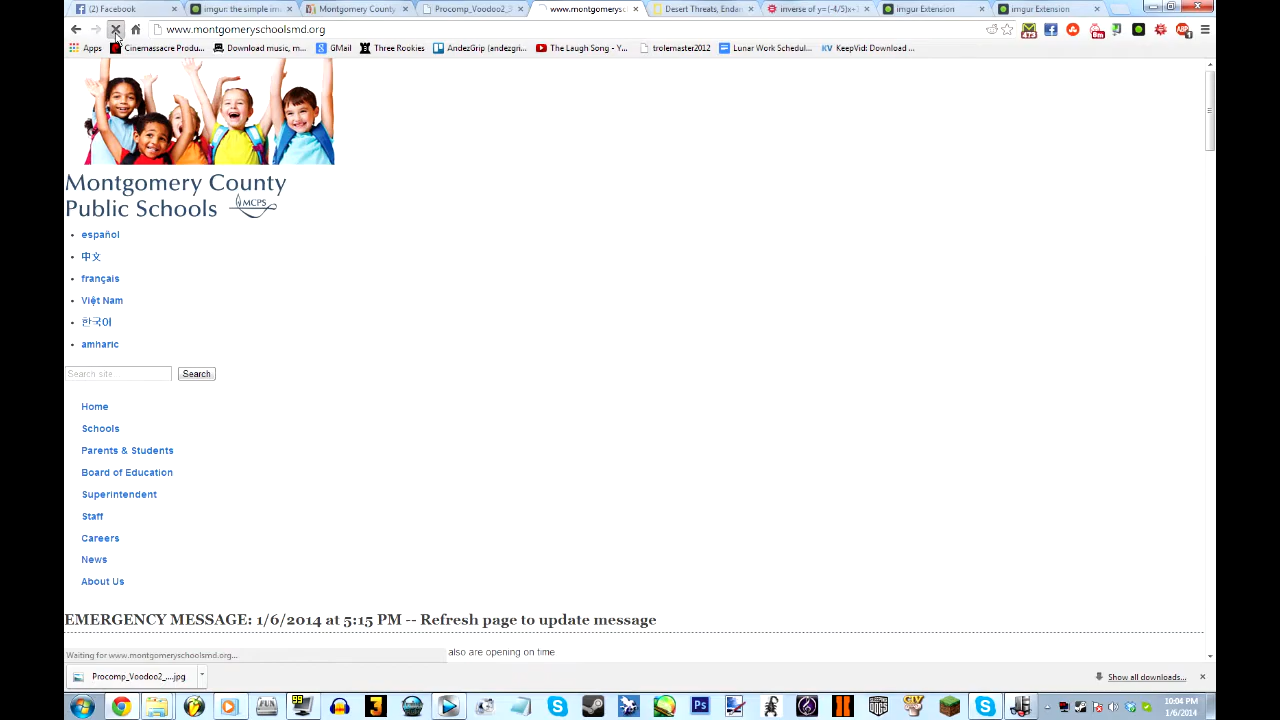 (2) Facebook
imgur: the simple im
Montgomery County
Procomp_Voodoo2_3
www.montgomerysch
Desert Threats, Endan
inverse of y=(-4/5)x+
imgur Extension
imgur Extension
www.montgomeryschoolsmd.org
Apps
Cinemassacre Produ...
Download music, m...
GMail
Three Rookies
AndezGrip (andezgri...
The Laugh Song - Y...
trolemaster2012
Lunar Work Schedul...
KeepVid: Download ...
Montgomery County
Public Schools MCPS
español
中文
français
Việt Nam
한국어
amharic
Search site
Search
Home
Schools
Parents & Students
Board of Education
Superintendent
Staff
Careers
News
About Us
EMERGENCY MESSAGE: 1/6/2014 at 5:15 PM -- Refresh page to update message
also are opening on time
Waiting for www.montgomeryschoolsmd.org...
Procomp_Voodoo2_....jpg
Show all downloads...
10:04 PM
1/6/2014